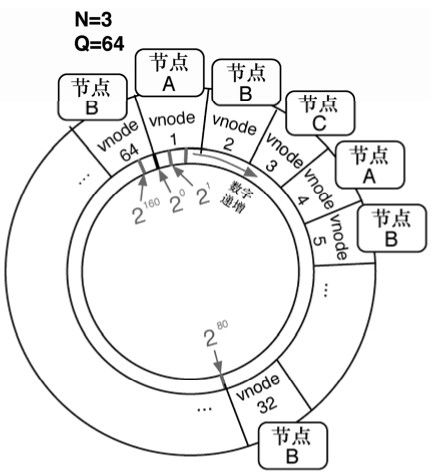 N=3
Q=64
节点
B
节点
A
节点
B
节点
C
节点
A
节点
B
vnode
64
vnode
1
vnode
2
vnode
3
vnode
4
vnode
5
...
...
2^160
2^0
2^1
数字
递增
2^80
...
vnode
32
节点
B